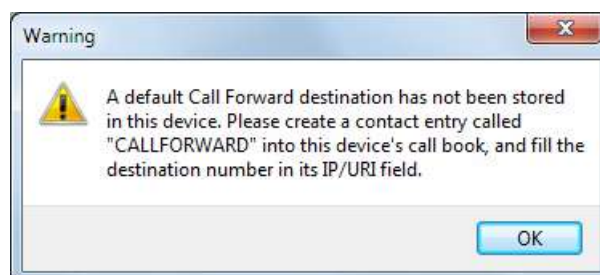 Warning
A default Call Forward destination has not been stored
in this device. Please create a contact entry called
"CALLFORWARD" into this device's call book, and fill the
destination number in its IP/URI field.
OK